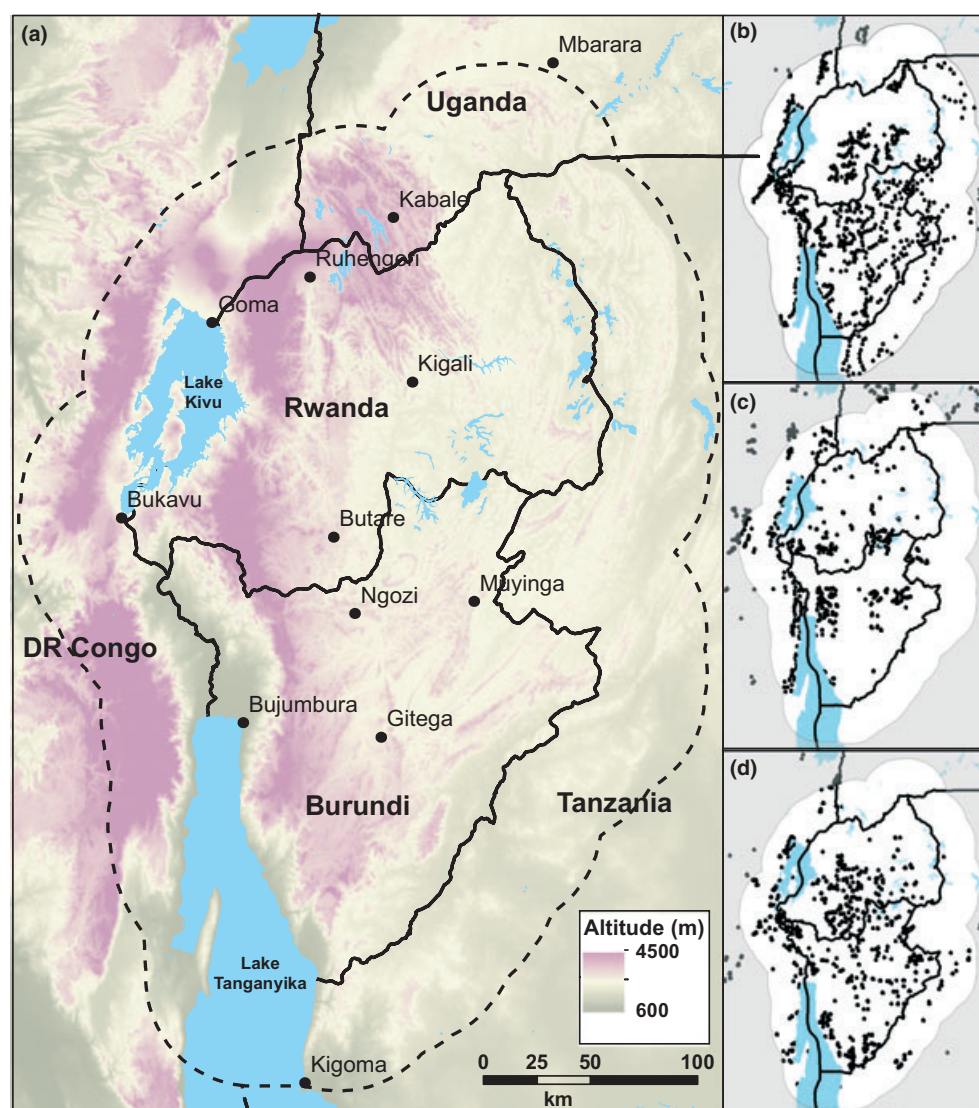 (a)
Mbarara
Uganda
Kabale
Ruhengeri
Goma
Lake
Kivu
Kigali
Rwanda
Bukavu
Butare
Ngozi
Muyinga
DR Congo
Bujumbura
Gitega
Burundi
Tanzania
Altitude (m)
4500
600
Lake
Tanganyika
Kigoma
0 25 50 100
km
(b)
(c)
(d)